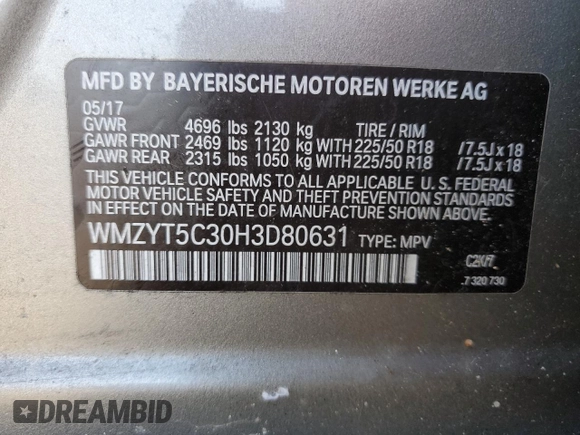 MFD BY BAYERISCHE MOTOREN WERKE AG
05/17
GVWR 4696 lbs 2130 kg TIRE / RIM
GAWR FRONT 2469 lbs 1120 kg WITH 225/50 R18 /7.5J x 18
GAWR REAR 2315 lbs 1050 kg WITH 225/50 R18 /7.5J x 18
THIS VEHICLE CONFORMS TO ALL APPLICABLE U. S. FEDERAL
MOTOR VEHICLE SAFETY AND THEFT PREVENTION STANDARDS
IN EFFECT ON THE DATE OF MANUFACTURE SHOWN ABOVE.
WMZYT5C30H3D80631 TYPE: MPV
7 320 730
DREAMBID